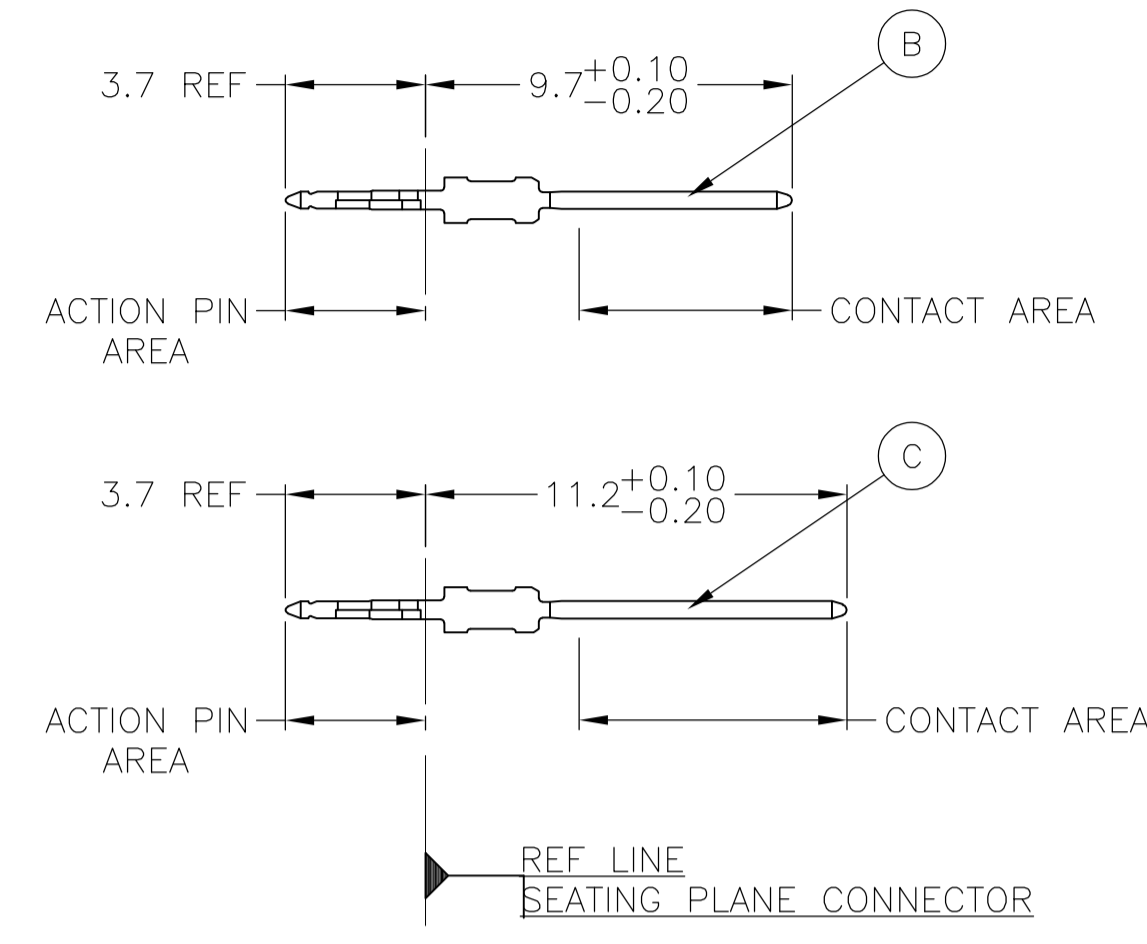 B
3.7 REF
9.7 +0.10
-0.20
ACTION PIN
AREA
CONTACT AREA
C
3.7 REF
11.2 +0.10
-0.20
ACTION PIN
AREA
CONTACT AREA
REF LINE
SEATING PLANE CONNECTOR